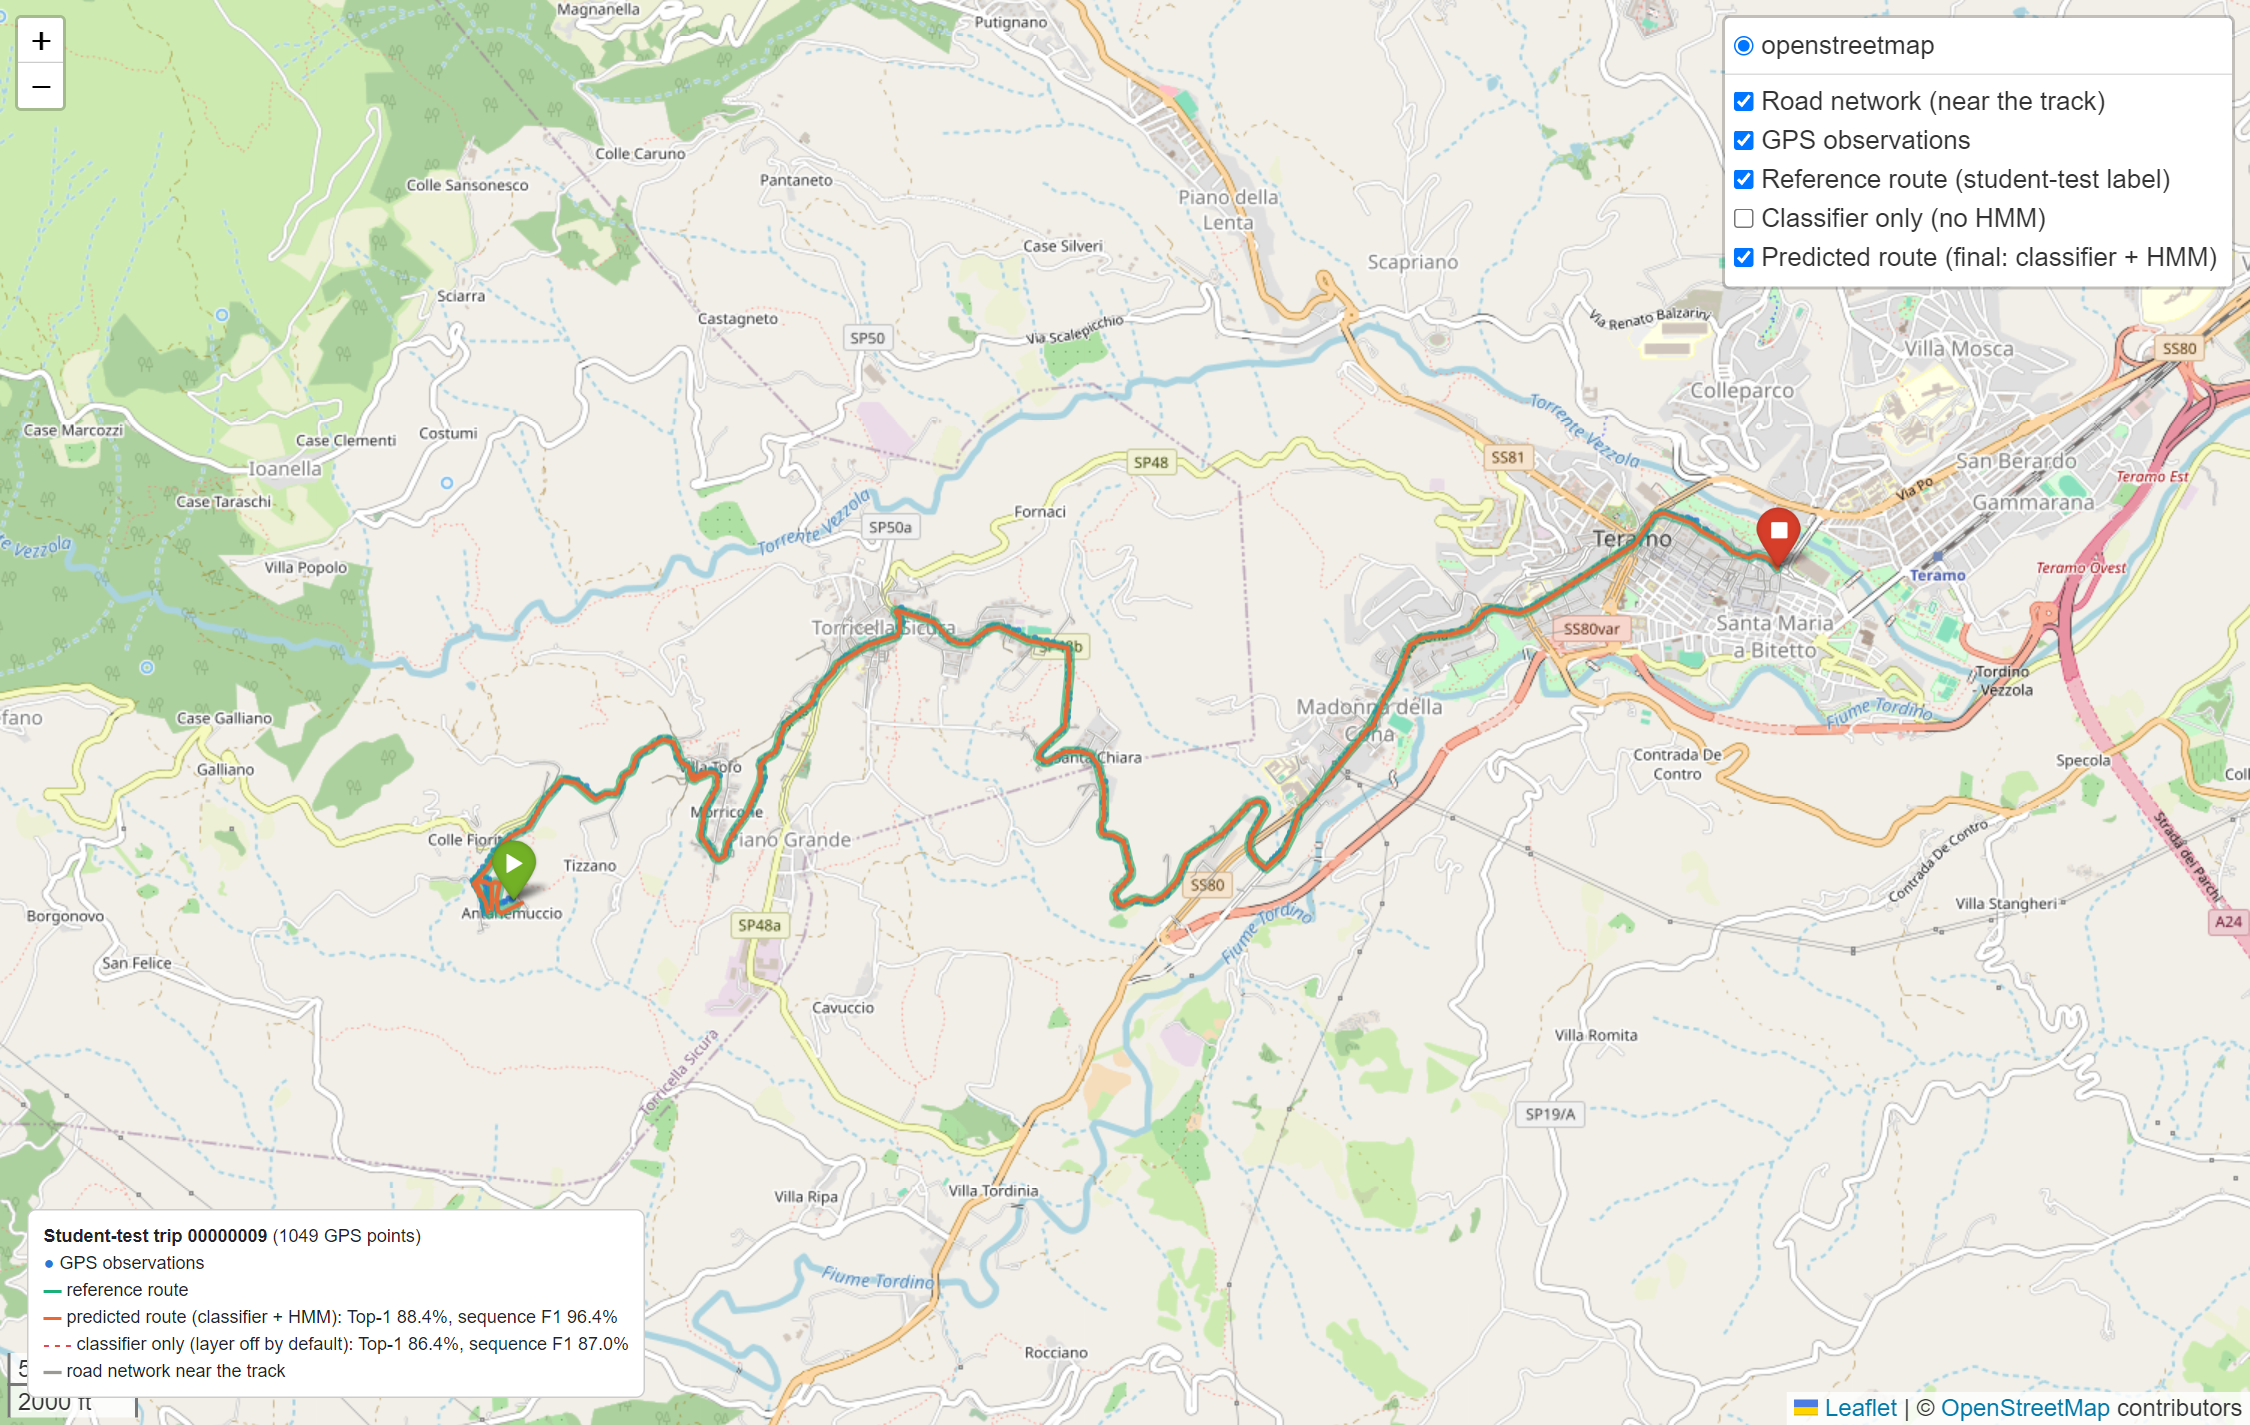 +
−
openstreetmap
Road network (near the track)
GPS observations
Reference route (student-test label)
Classifier only (no HMM)
Predicted route (final: classifier + HMM)
Magnanella
Putignano
Colle Caruno
Colle Sansonesco
Pantaneto
Piano della
Lenta
Case Silveri
Scapriano
Sciarra
Castagneto
SP50
Via Scalepicchio
Via Renato Balzarini
Villa Mosca
SS80
Colleparco
Torrente Vezzola
Case Marcozzi
Case Clementi
Costumi
Ioanella
SP48
SS81
San Berardo
Teramo Est
Via Po
Gammarana
Case Taraschi
Fornaci
SP50a
Torrente Vezzola
Teramo
Vezzola
Villa Popolo
Teramo
Teramo Ovest
Torricella Sicura
SS80var
Santa Maria
a Bitetto
Tordino
- Vezzola
Fiume Tordino
Case Galliano
Madonna della
Cona
Galliano
Santa Chiara
Contrada De
Contro
Specola
Morricone
Piano Grande
Tizzano
SS80
Contrada De Contro
Strada dei Parchi
Borgonovo
Villa Stangheri
A24
SP48a
Fiume Tordino
San Felice
Cavuccio
Villa Romita
Torricella Sicura
SP19/A
Villa Ripa
Villa Tordinia
Fiume Tordino
Rocciano
Student-test trip 00000009 (1049 GPS points)
GPS observations
reference route
predicted route (classifier + HMM): Top-1 88.4%, sequence F1 96.4%
classifier only (layer off by default): Top-1 86.4%, sequence F1 87.0%
road network near the track
2000 ft
Leaflet | © OpenStreetMap contributors